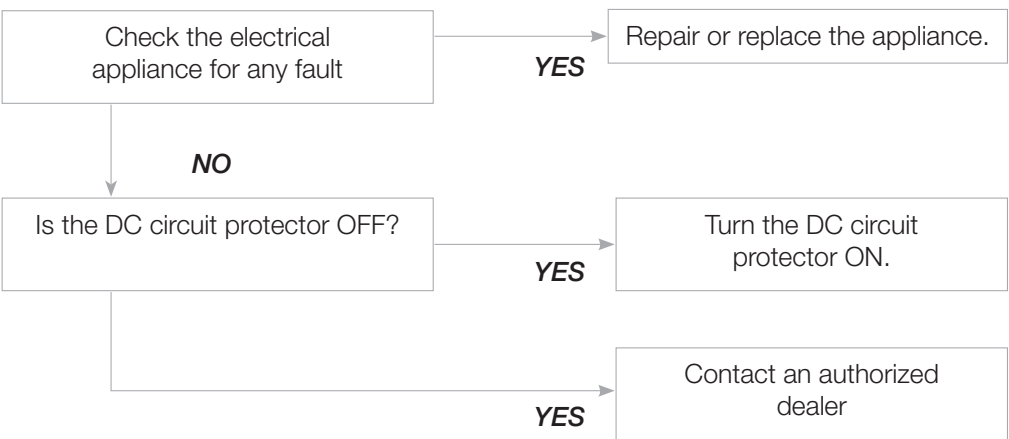 Check the electrical
appliance for any fault
YES
Repair or replace the appliance.
NO
Is the DC circuit protector OFF?
YES
Turn the DC circuit
protector ON.
YES
Contact an authorized
dealer